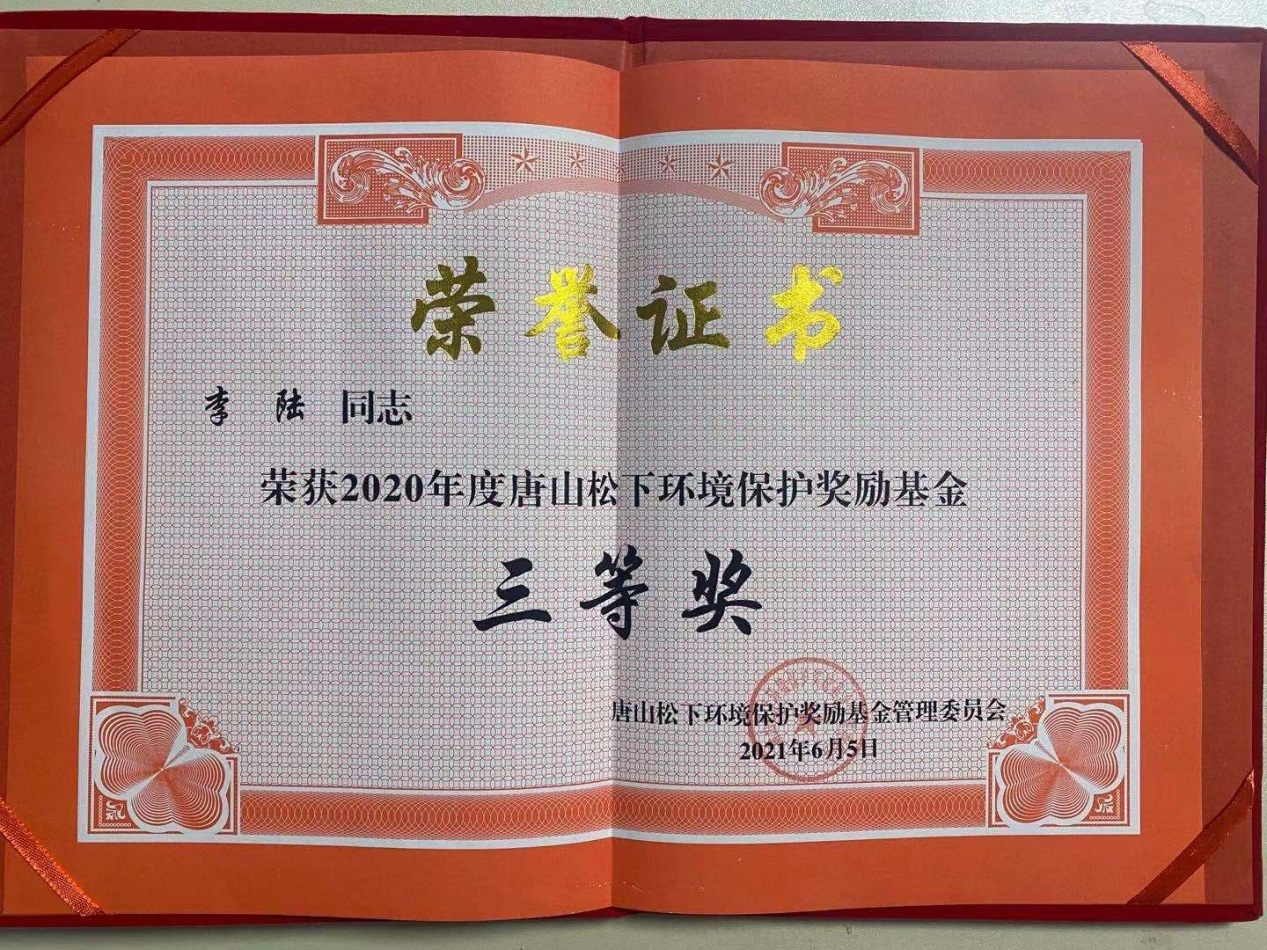 荣誉证书
李 陆 同志
荣获2020年度唐山松下环境保护奖励基金
三等奖
唐山松下环境保护奖励基金管理委员会
2021年6月5日